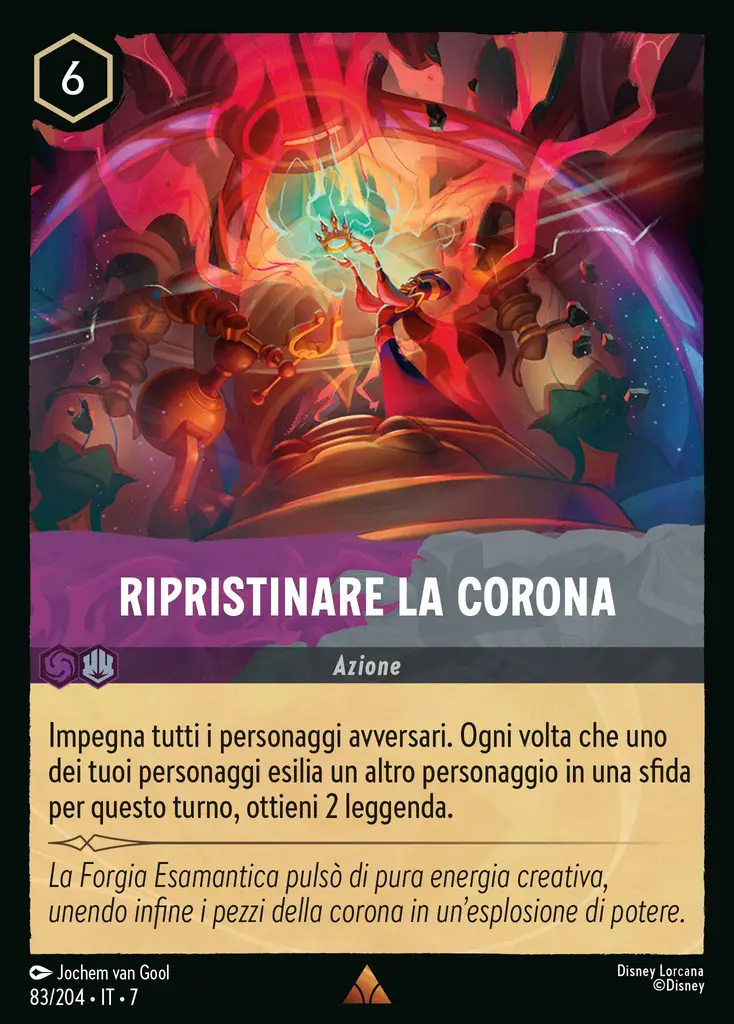 6
RIPRISTINARE LA CORONA
Azione
Impegna tutti i personaggi avversari. Ogni volta che uno
dei tuoi personaggi esilia un altro personaggio in una sfida
per questo turno, ottieni 2 leggenda.
La Forgia Esamantica pulsò di pura energia creativa,
unendo infine i pezzi della corona in un'esplosione di potere.
Jochem van Gool
83/204 • IT • 7
Disney Lorcana
©Disney